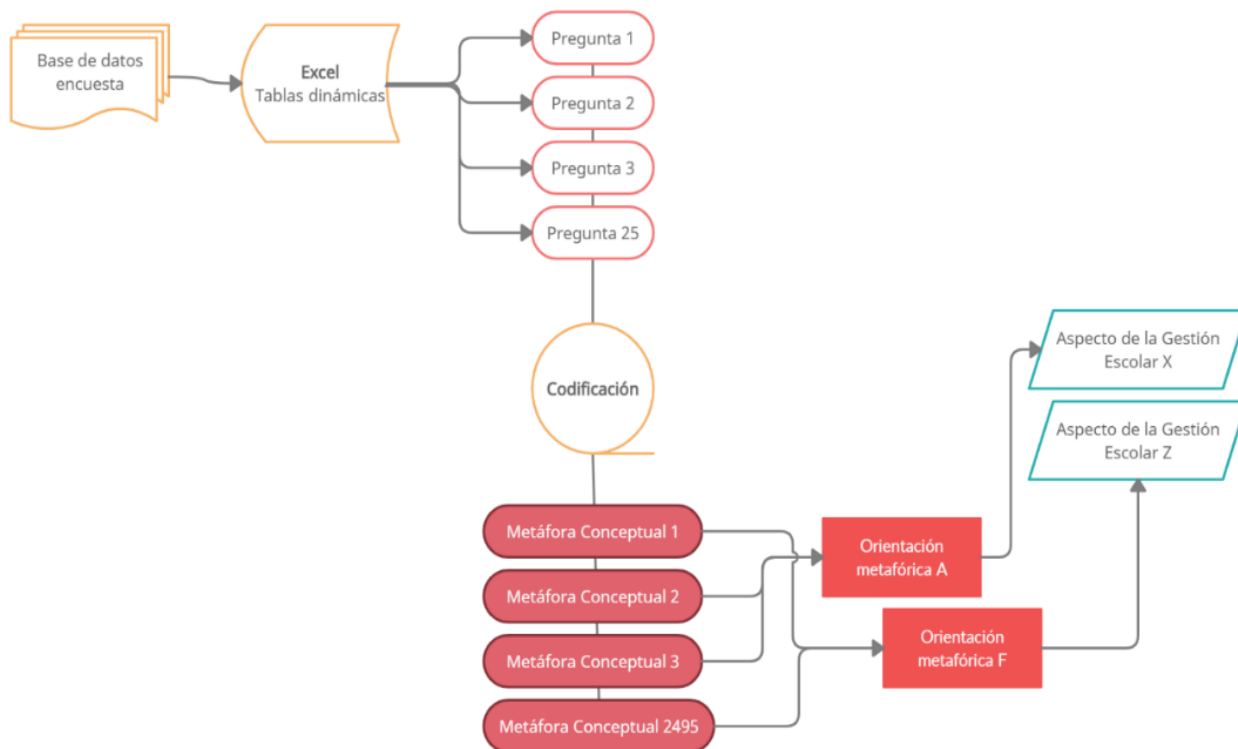 Base de datos
encuesta
Excel
Tablas dinámicas
Pregunta 1
Pregunta 2
Pregunta 3
Pregunta 25
Codificación
Aspecto de la Gestión
Escolar X
Aspecto de la Gestión
Escolar Z
Metáfora Conceptual 1
Metáfora Conceptual 2
Metáfora Conceptual 3
Metáfora Conceptual 2495
Orientación
metafórica A
Orientación
metafórica F